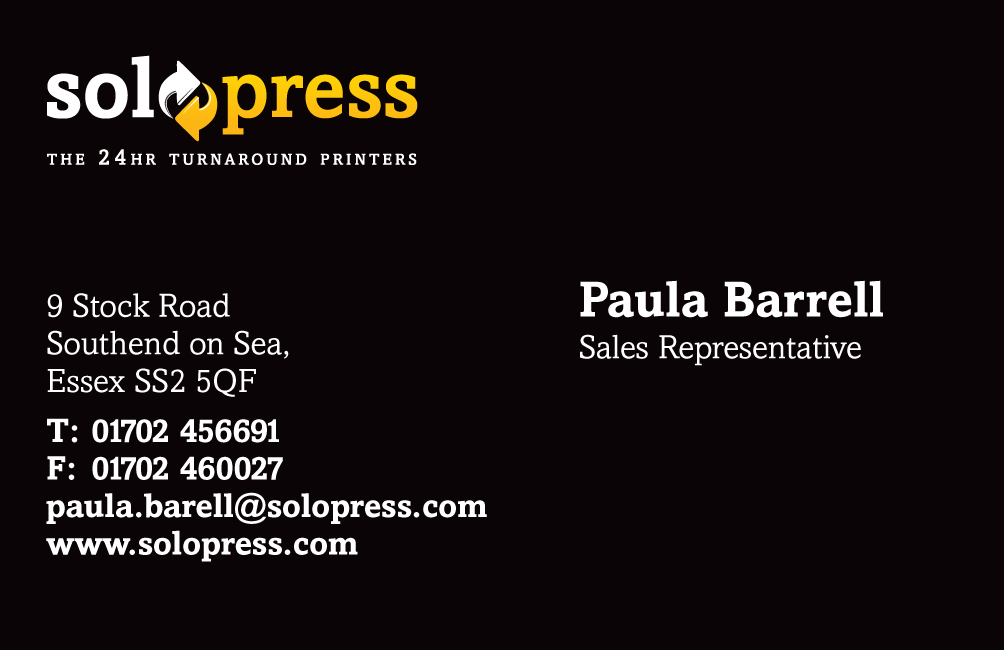 solopress
THE 24HR TURNAROUND PRINTERS
9 Stock Road
Southend on Sea,
Essex SS2 5QF
T: 01702 456691
F: 01702 460027
paula.barell@solopress.com
www.solopress.com
Paula Barrell
Sales Representative